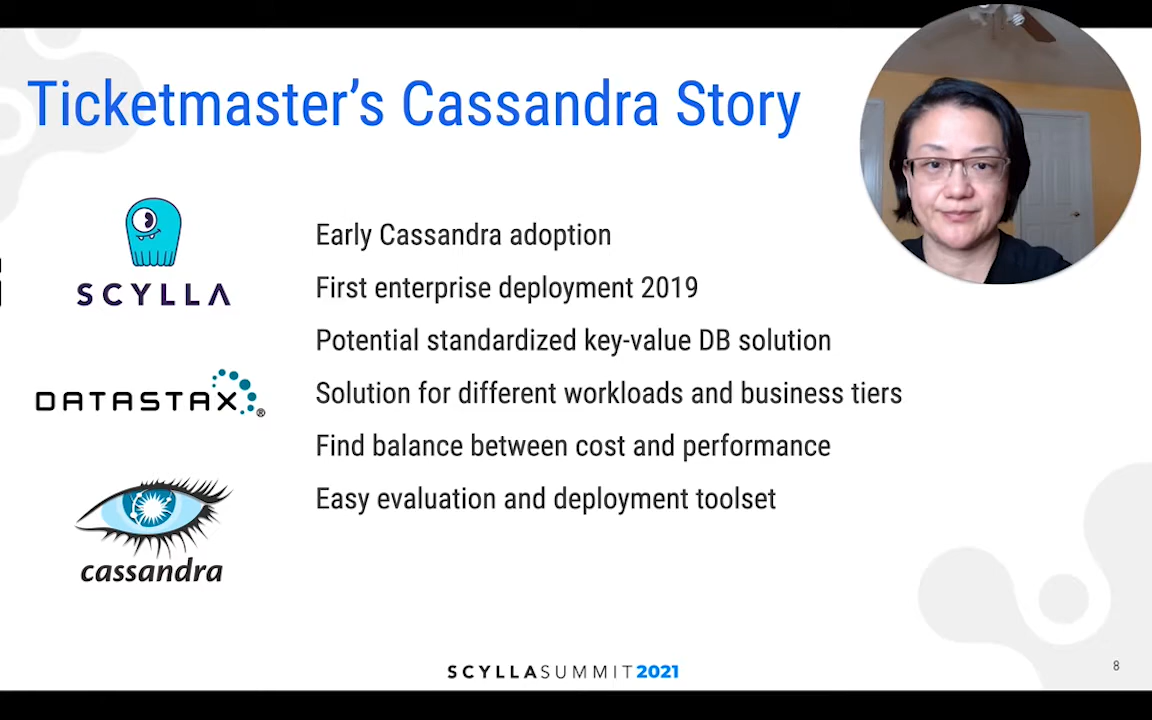 Ticketmaster's Cassandra Story
SCYLLA
Early Cassandra adoption
First enterprise deployment 2019
Potential standardized key-value DB solution
DATASTAX®
Solution for different workloads and business tiers
Find balance between cost and performance
Easy evaluation and deployment toolset
cassandra
SCYLLASUMMIT2021
8